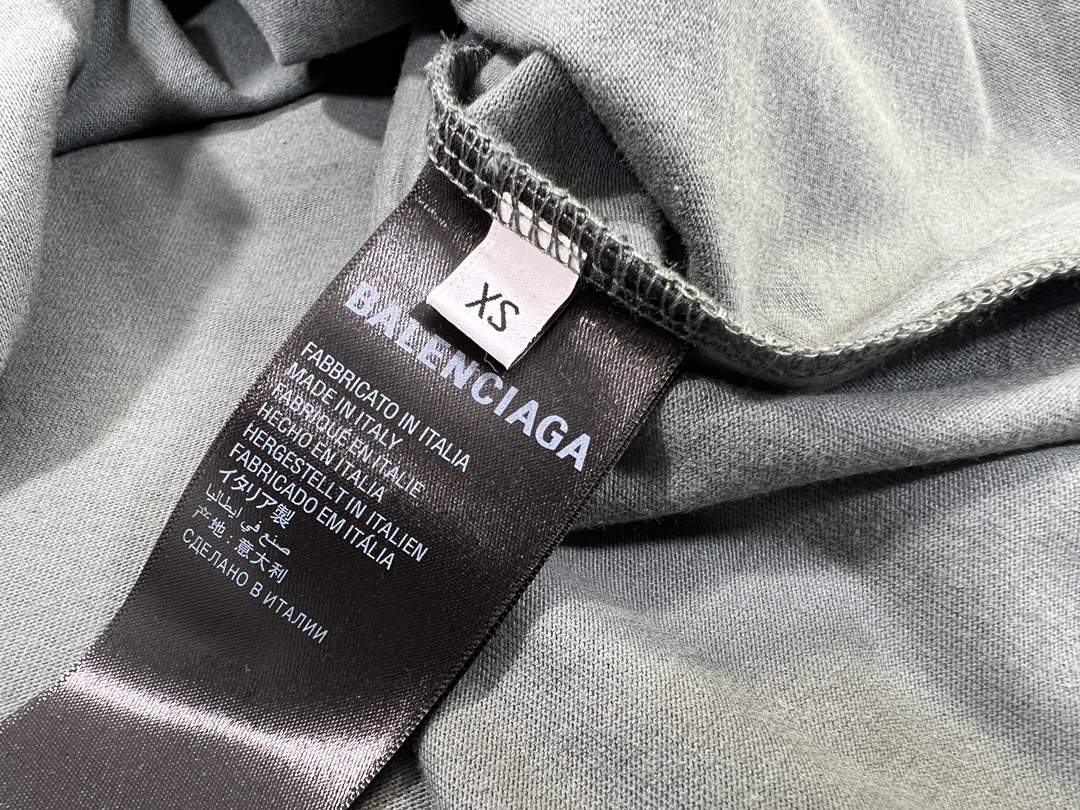 XS
BALENCIAGA
FABBRICATO IN ITALIA
MADE IN ITALY
FABRIQUÉ EN ITALIE
HECHO EN ITALIA
HERGESTELLT IN ITALIEN
FABRICADO EM ITÁLIA
イタリア製
صنع في إيطاليا
产地：意大利
СДЕЛАНО В ИТАЛИИ